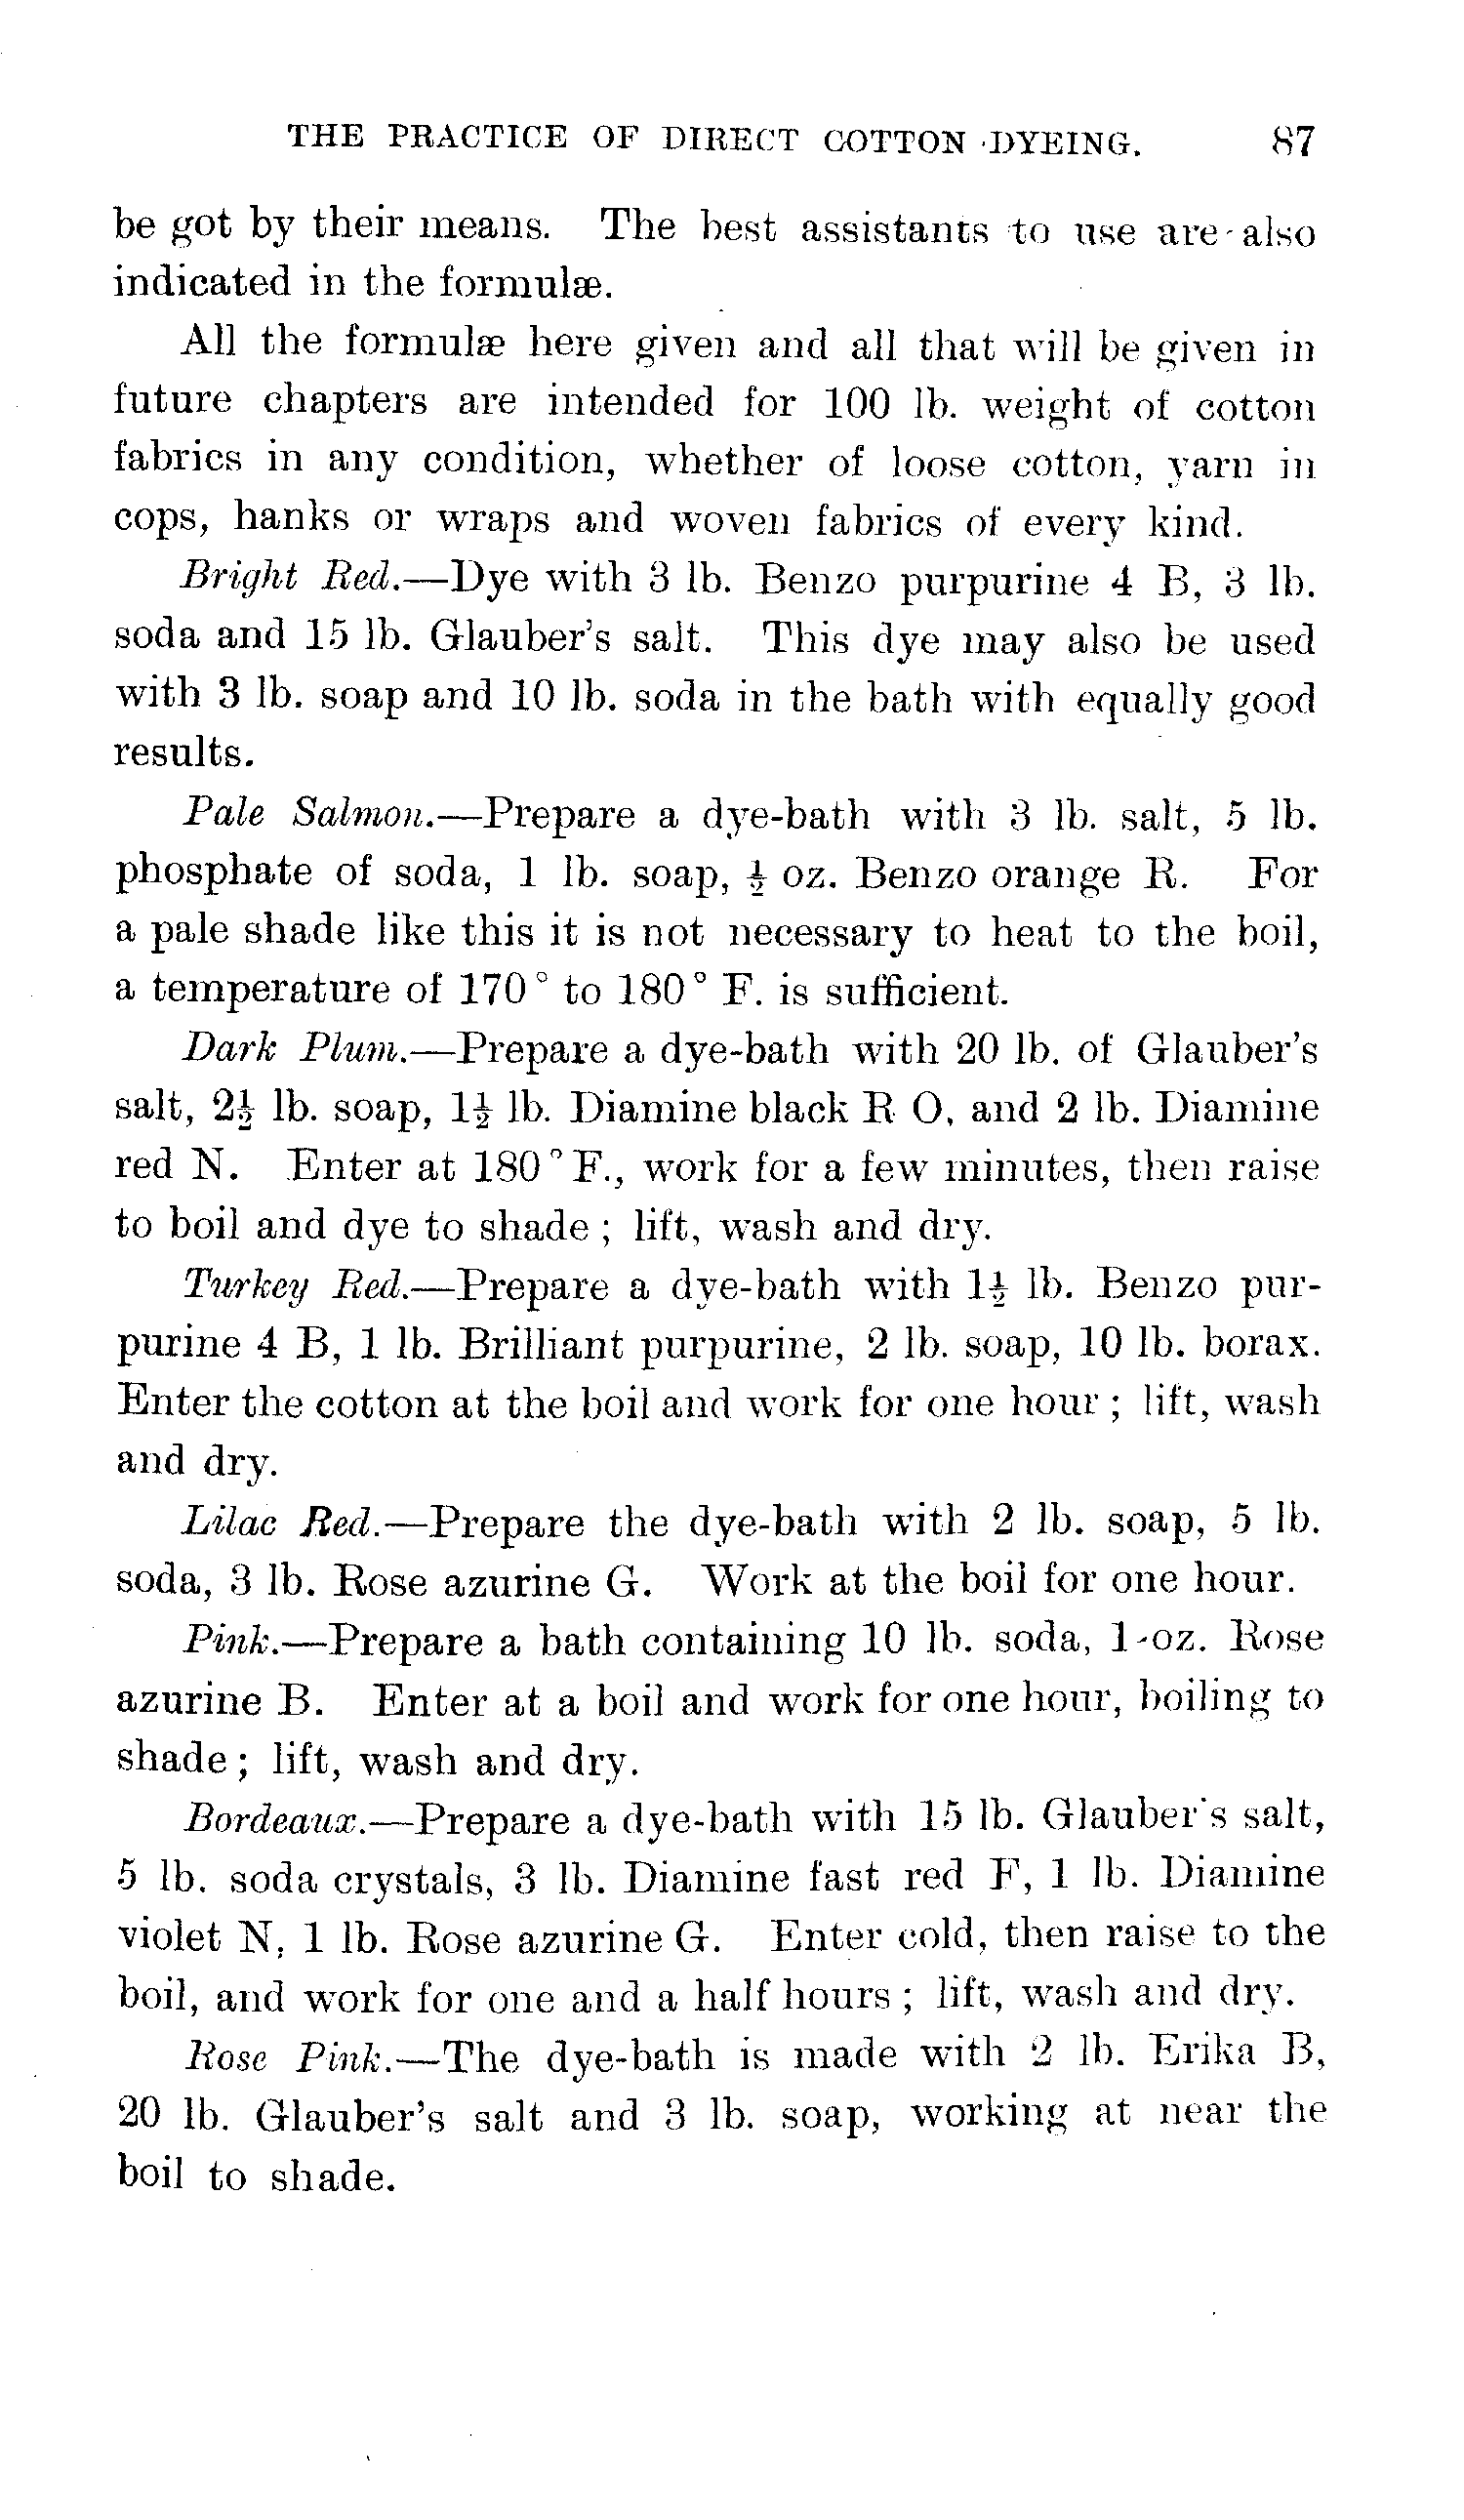 THE PRACTICE OF DIRECT COTTON DYEING. 87
be got by their means. The best assistants to use are also
indicated in the formulæ.
All the formulæ here given and all that will be given in
future chapters are intended for 100 lb. weight of cotton
fabrics in any condition, whether of loose cotton, yarn in
cops, hanks or wraps and woven fabrics of every kind.
Bright Red.—Dye with 3 lb. Benzo purpurine 4 B, 3 lb.
soda and 15 lb. Glauber's salt. This dye may also be used
with 3 lb. soap and 10 lb. soda in the bath with equally good
results.
Pale Salmon.—Prepare a dye-bath with 3 lb. salt, 5 lb.
phosphate of soda, 1 lb. soap, ½ oz. Benzo orange R. For
a pale shade like this it is not necessary to heat to the boil,
a temperature of 170° to 180° F. is sufficient.
Dark Plum.—Prepare a dye-bath with 20 lb. of Glauber's
salt, 2½ lb. soap, 1½ lb. Diamine black R O, and 2 lb. Diamine
red N. Enter at 180° F., work for a few minutes, then raise
to boil and dye to shade; lift, wash and dry.
Turkey Red.—Prepare a dye-bath with 1½ lb. Benzo pur-
purine 4 B, 1 lb. Brilliant purpurine, 2 lb. soap, 10 lb. borax.
Enter the cotton at the boil and work for one hour; lift, wash
and dry.
Lilac Red.—Prepare the dye-bath with 2 lb. soap, 5 lb.
soda, 3 lb. Rose azurine G. Work at the boil for one hour.
Pink.—Prepare a bath containing 10 lb. soda, 1 oz. Rose
azurine B. Enter at a boil and work for one hour, boiling to
shade; lift, wash and dry.
Bordeaux.—Prepare a dye-bath with 15 lb. Glauber's salt,
5 lb. soda crystals, 3 lb. Diamine fast red F, 1 lb. Diamine
violet N, 1 lb. Rose azurine G. Enter cold, then raise to the
boil, and work for one and a half hours; lift, wash and dry.
Rose Pink.—The dye-bath is made with 2 lb. Erika B,
20 lb. Glauber's salt and 3 lb. soap, working at near the
boil to shade.